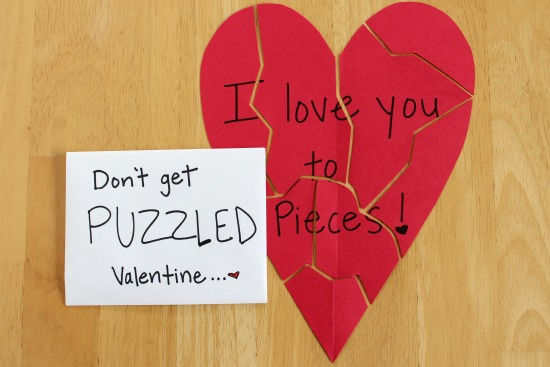 Don't get
PUZZLED
Valentine...
I love you
to
Pieces!